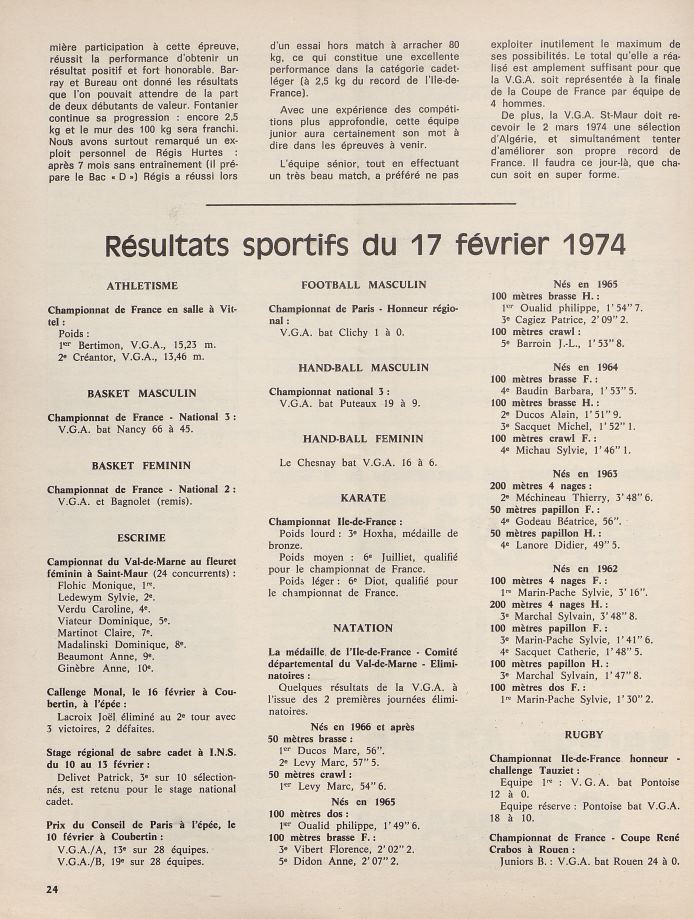 mière participation à cette épreuve,
réussit la performance d'obtenir un
résultat positif et fort honorable. Bar-
ray et Bureau ont donné les résultats
que l'on pouvait attendre de la part
de deux débutants de valeur. Fontanier
continue sa progression : encore 2,5
kg et le mur des 100 kg sera franchi.
Nous avons surtout remarqué un ex-
ploit personnel de Régis Hurtes :
après 7 mois sans entraînement (il pré-
pare le Bac « D ») Régis a réussi lors
d'un essai hors match à arracher 80
kg, ce qui constitue une excellente
performance dans la catégorie cadet-
léger (à 2,5 kg du record de l'Ile-de-
France).
Avec une expérience des compéti-
tions plus approfondie, cette équipe
junior aura certainement son mot à
dire dans les épreuves à venir.
L'équipe sénior, tout en effectuant
un très beau match, a préféré ne pas
exploiter inutilement le maximum de
ses possibilités. Le total qu'elle a réa-
lisé est amplement suffisant pour que
la V.G.A. soit représentée à la finale
de la Coupe de France par équipe de
4 hommes.
De plus, la V.G.A. St-Maur doit re-
cevoir le 2 mars 1974 une sélection
d'Algérie, et simultanément tenter
d'améliorer son propre record de
France. Il faudra ce jour-là, que cha-
cun soit en super forme.
Résultats sportifs du 17 février 1974
ATHLETISME
Championnat de France en salle à Vit-
tel :
Poids :
1er Bertimon, V.G.A., 15,23 m.
2e Créantor, V.G.A., 13,46 m.
BASKET MASCULIN
Championnat de France - National 3 :
V.G.A. bat Nancy 66 à 45.
BASKET FEMININ
Championnat de France - National 2 :
V.G.A. et Bagnolet (remis).
ESCRIME
Campionnat du Val-de-Marne au fleuret
féminin à Saint-Maur (24 concurrents) :
Flohic Monique, 1re.
Ledewym Sylvie, 2e.
Verdu Caroline, 4e.
Viateur Dominique, 5e.
Martinot Claire, 7e.
Madalinski Dominique, 8e.
Beaumont Anne, 9e.
Ginèbre Anne, 10e.
Callenge Monal, le 16 février à Cou-
bertin, à l'épée :
Lacroix Joël éliminé au 2e tour avec
3 victoires, 2 défaites.
Stage régional de sabre cadet à I.N.S.
du 10 au 13 février :
Delivet Patrick, 3e sur 10 sélection-
nés, est retenu pour le stage national
cadet.
Prix du Conseil de Paris à l'épée, le
10 février à Coubertin :
V.G.A./A, 13e sur 28 équipes.
V.G.A./B, 19e sur 28 équipes.
FOOTBALL MASCULIN
Championnat de Paris - Honneur régio-
nal :
V.G.A. bat Clichy 1 à 0.
HAND-BALL MASCULIN
Championnat national 3 :
V.G.A. bat Puteaux 19 à 9.
HAND-BALL FEMININ
Le Chesnay bat V.G.A. 16 à 6.
KARATE
Championnat Ile-de-France :
Poids lourd : 3e Hoxha, médaille de
bronze.
Poids moyen : 6e Juilliet, qualifié
pour le championnat de France.
Poids léger : 6e Diot, qualifié pour
le championnat de France.
NATATION
La médaille de l'Ile-de-France - Comité
départemental du Val-de-Marne - Elimi-
natoires :
Quelques résultats de la V.G.A. à
l'issue des 2 premières journées élimi-
natoires.
Nés en 1966 et après
50 mètres brasse :
1er Ducos Marc, 56”.
2e Levy Marc, 57” 5.
50 mètres crawl :
1er Levy Marc, 54” 6.
Nés en 1965
100 mètres dos :
1er Oualid philippe, 1' 49” 6.
100 mètres brasse F. :
3e Vibert Florence, 2' 02” 2.
5e Didon Anne, 2' 07” 2.
Nés en 1965
100 mètres brasse H. :
1er Oualid philippe, 1' 54” 7.
3e Cagiez Patrice, 2' 09” 2.
100 mètres crawl :
5e Barroin J.-L., 1' 53” 8.
Nés en 1964
100 mètres brasse F. :
4e Baudin Barbara, 1' 53” 5.
100 mètres brasse H. :
2e Ducos Alain, 1' 51” 9.
3e Sacquet Michel, 1' 52” 1.
100 mètres crawl F. :
4e Michau Sylvie, 1' 46” 1.
Nés en 1963
200 mètres 4 nages :
2e Méchineau Thierry, 3' 48” 6.
50 mètres papillon F. :
4e Godeau Béatrice, 56”.
50 mètres papillon H. :
4e Lanore Didier, 49” 5.
Nés en 1962
100 mètres 4 nages F. :
1re Marin-Pache Sylvie, 3' 16”.
200 mètres 4 nages H. :
3e Marchal Sylvain, 3' 48” 8.
100 mètres papillon F. :
3e Marin-Pache Sylvie, 1' 41” 6.
4e Sacquet Catherie, 1' 48” 5.
100 mètres papillon H. :
3e Marchal Sylvain, 1' 47” 8.
100 mètres dos F. :
1re Marin-Pache Sylvie, 1' 30” 2.
RUGBY
Championnat Ile-de-France honneur -
challenge Tauziet :
Equipe 1re : V.G.A. bat Pontoise
12 à 0.
Equipe réserve : Pontoise bat V.G.A.
18 à 10.
Championnat de France - Coupe René
Crabos à Rouen :
Juniors B. : V.G.A. bat Rouen 24 à 0.
24